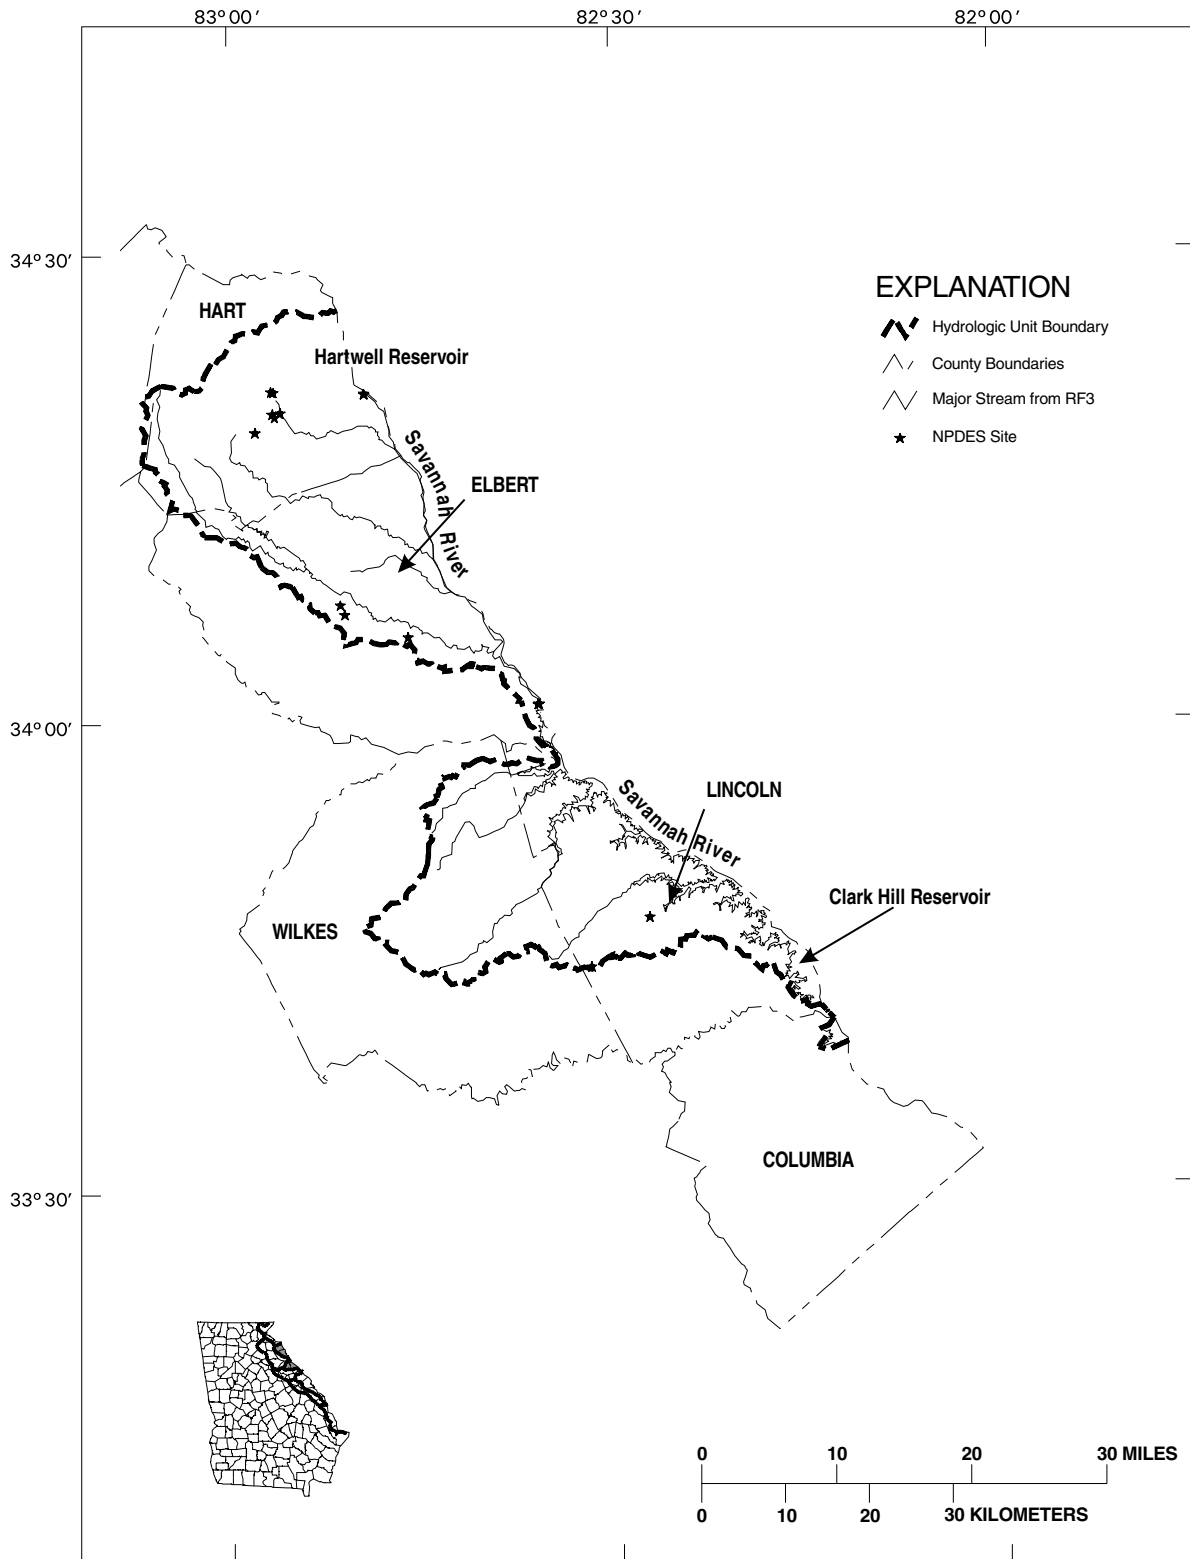 83°00′ 82°30′ 82°00′
34°30′
HART
EXPLANATION
Hydrologic Unit Boundary
Hartwell Reservoir
County Boundaries
Major Stream from RF3
NPDES Site
Savannah River
ELBERT
34°00′
Savannah River
LINCOLN
Clark Hill Reservoir
WILKES
COLUMBIA
33°30′
0 10 20 30 MILES
0 10 20 30 KILOMETERS